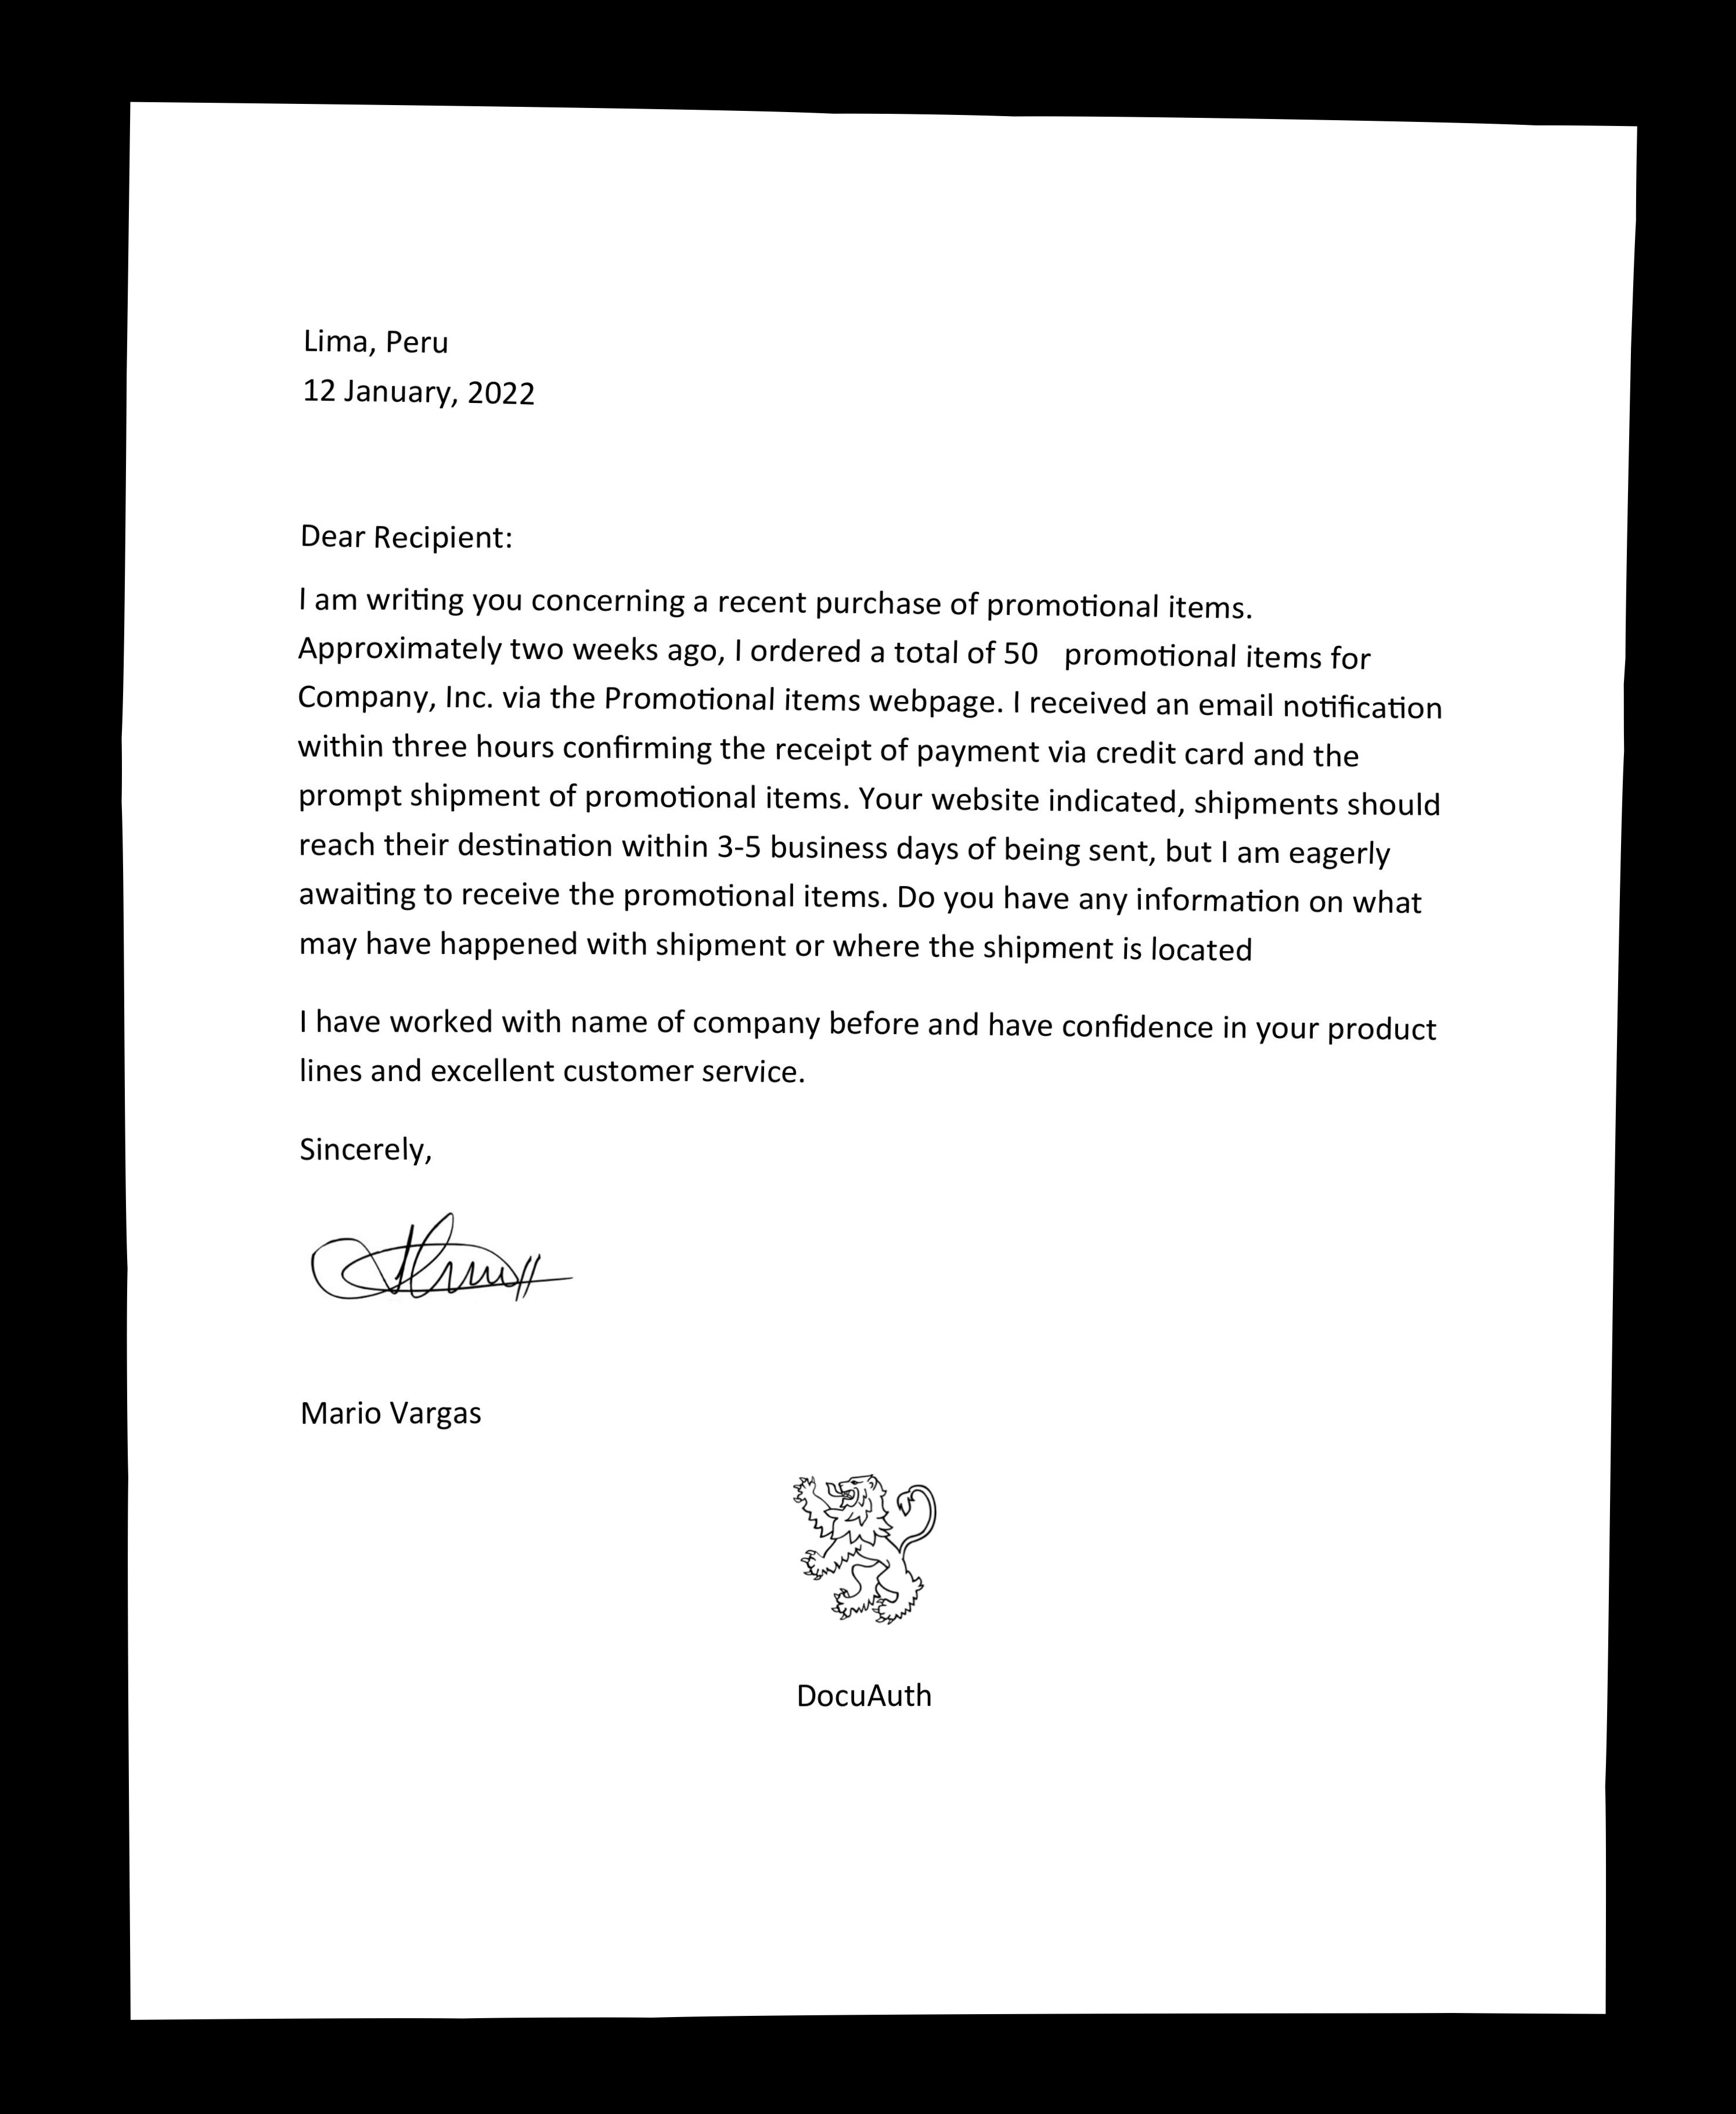 Lima, Peru
12 January, 2022
Dear Recipient:
I am writing you concerning a recent purchase of promotional items.
Approximately two weeks ago, I ordered a total of 50   promotional items for
Company, Inc. via the Promotional items webpage. I received an email notification
within three hours confirming the receipt of payment via credit card and the
prompt shipment of promotional items. Your website indicated, shipments should
reach their destination within 3-5 business days of being sent, but I am eagerly
awaiting to receive the promotional items. Do you have any information on what
may have happened with shipment or where the shipment is located
I have worked with name of company before and have confidence in your product
lines and excellent customer service.
Sincerely,
Mario Vargas
DocuAuth